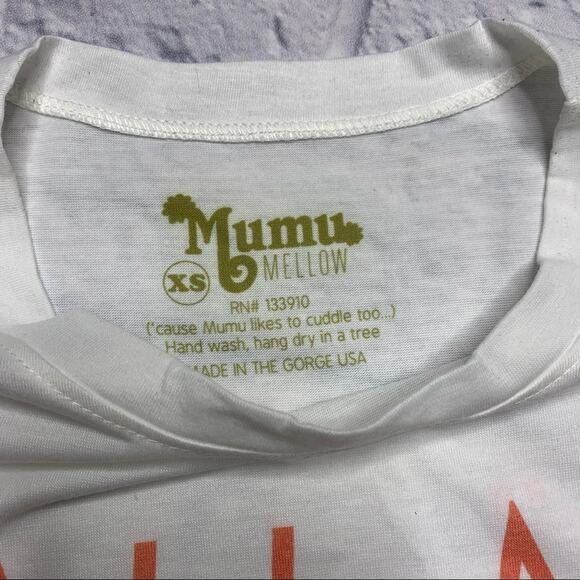 Mumu
MELLOW
XS
RN# 133910
('cause Mumu likes to cuddle too...)
Hand wash, hang dry in a tree
MADE IN THE GORGE USA